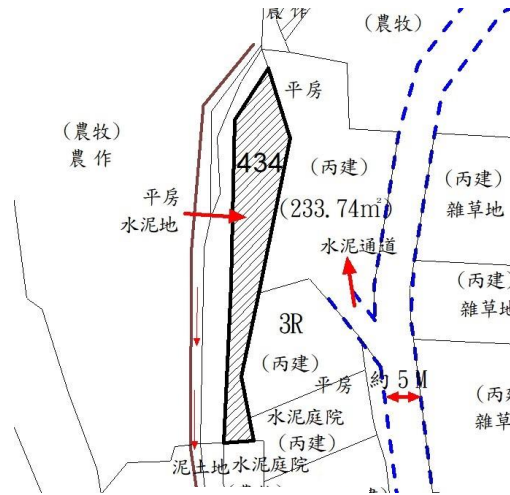 農作
(農牧)
平房
(農牧)
農作
434
(丙建)
(丙建)
雜草地
平房
水泥地
(233.74㎡)
水泥通道
(丙建)
雜草地
3R
(丙建)
平房
約 5 M
(丙建
雜草
水泥庭院
(丙建)
泥土地
水泥庭院